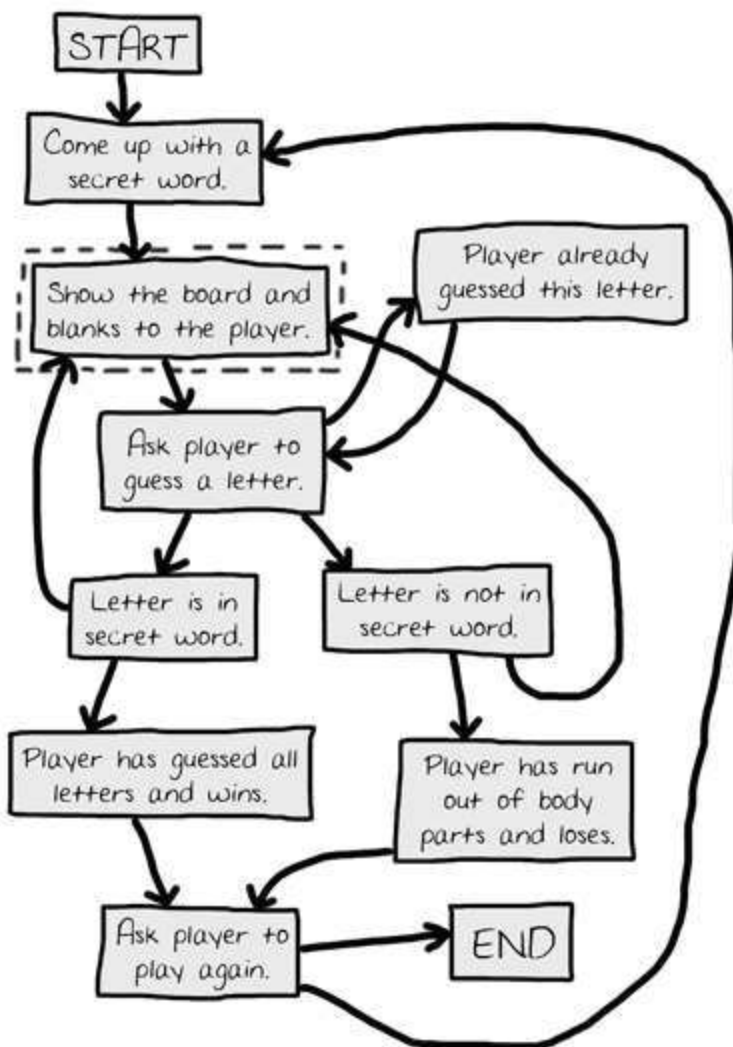 START
Come up with a
secret word.
Show the board and
blanks to the player.
Player already
guessed this letter.
Ask player to
guess a letter.
Letter is in
secret word.
Letter is not in
secret word.
Player has guessed all
letters and wins.
Player has run
out of body
parts and loses.
Ask player to
play again.
END